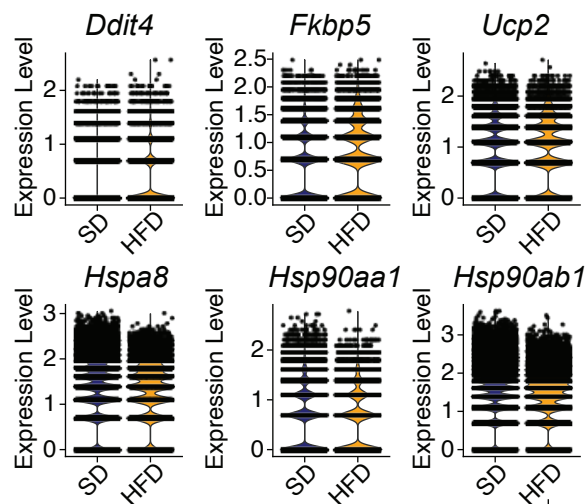 Ddit4 Fkbp5 Ucp2
Expression Level
2
1
0
SD HFD
Expression Level
2.5
2.0
1.5
1.0
0.5
0.0
SD HFD
Expression Level
2
1
0
SD HFD
Hspa8 Hsp90aa1 Hsp90ab1
Expression Level
3
2
1
0
SD HFD
Expression Level
2
1
0
SD HFD
Expression Level
3
2
1
0
SD HFD